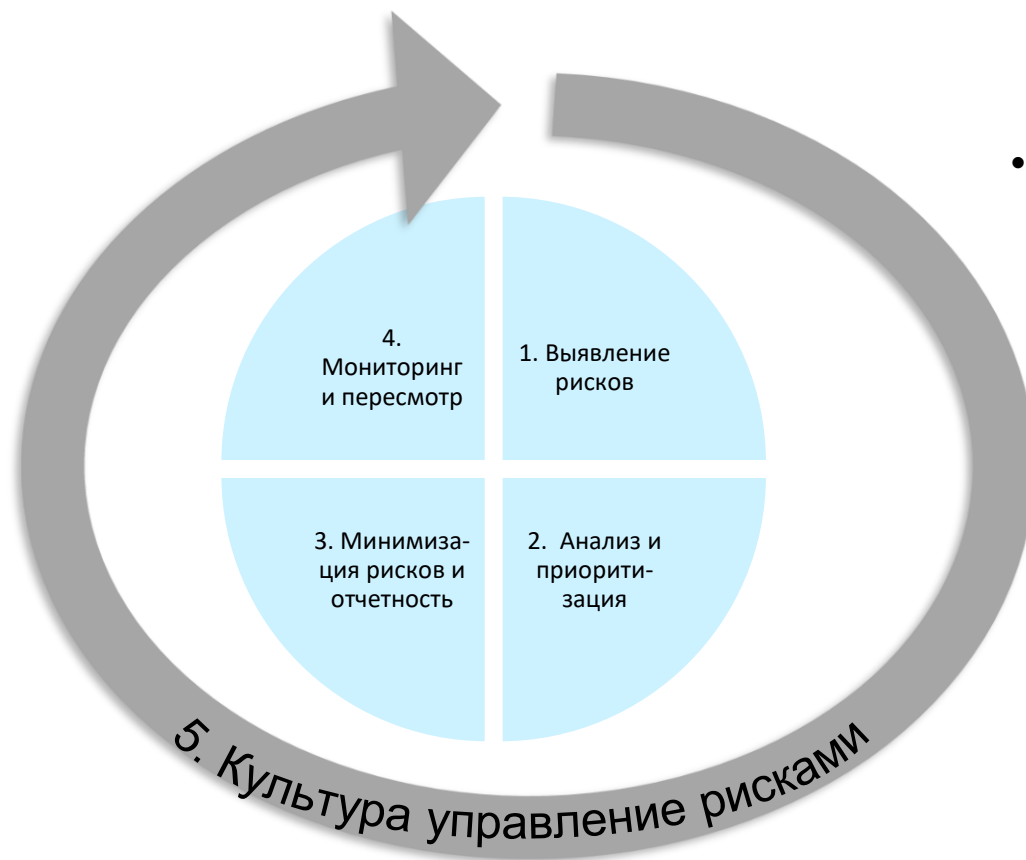 4.
Мониторинг
и пересмотр
1. Выявление
рисков
3. Минимиза-
ция рисков и
отчетность
2. Анализ и
приорити-
зация
5. Культура управление рисками
•